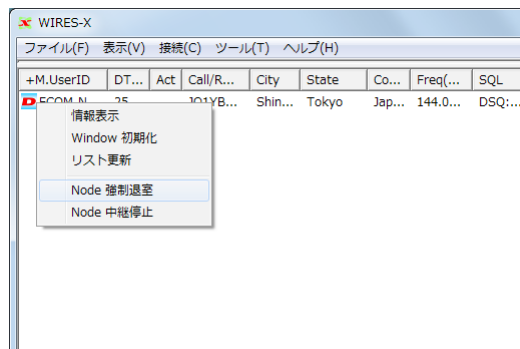 WIRES-X
ファイル(F) 表示(V) 接続(C) ツール(T) ヘルプ(H)
+M.UserID DT... Act Call/R... City State Co... Freq(... SQL
25 JQ1YB... Shin... Tokyo Jap... 144.0... DSQ:...
情報表示
Window 初期化
リスト更新
Node 強制退室
Node 中継停止